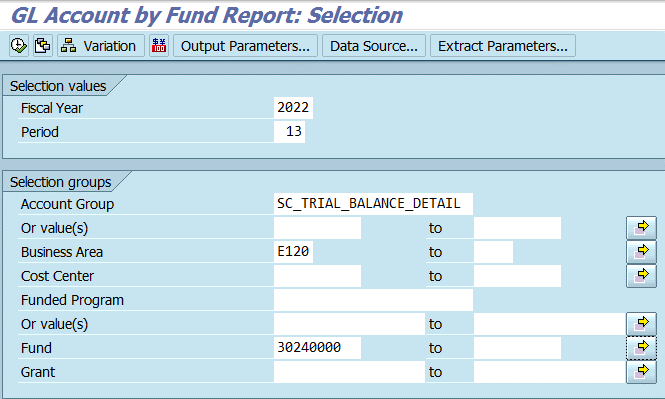 GL Account by Fund Report: Selection
Variation Output Parameters... Data Source... Extract Parameters...
Selection values
Fiscal Year 2022
Period 13
Selection groups
Account Group SC_TRIAL_BALANCE_DETAIL
Or value(s) to
Business Area E120 to
Cost Center to
Funded Program
Or value(s) to
Fund 30240000 to
Grant to